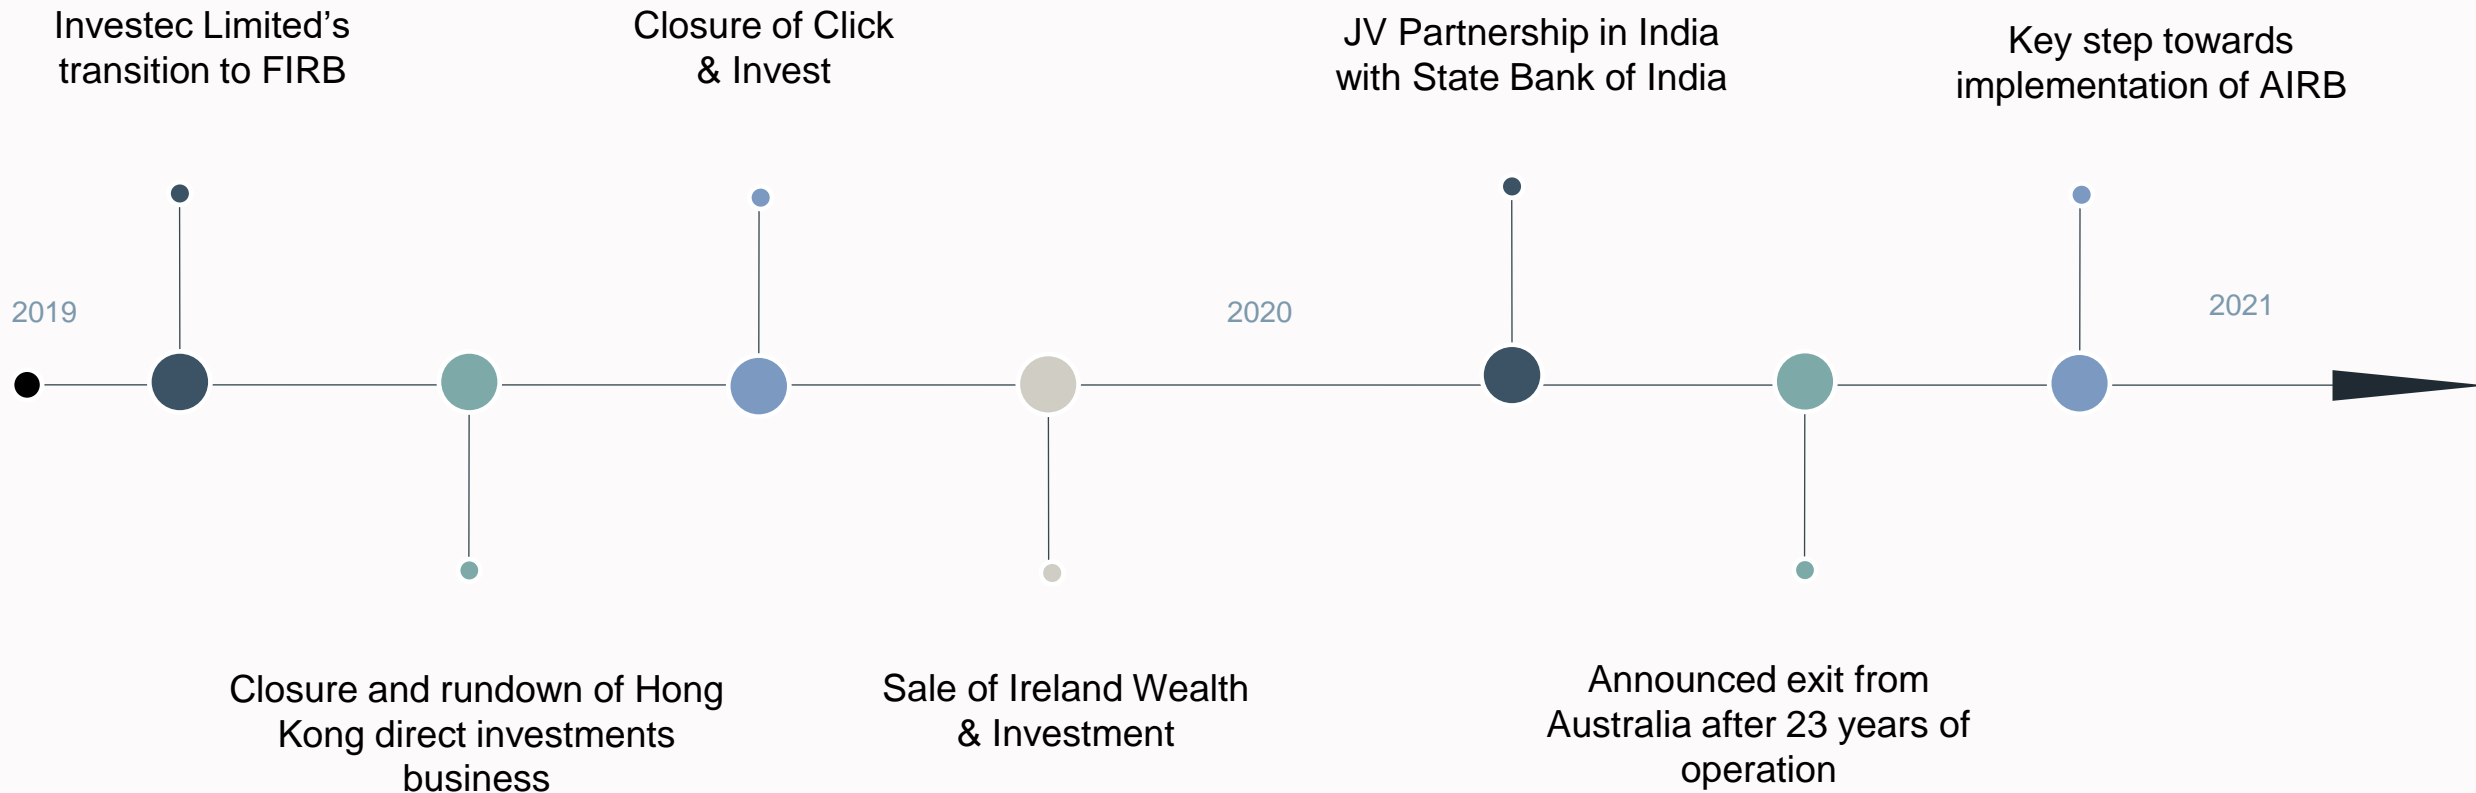 Investec Limited’s
transition to FIRB
Closure of Click
& Invest
JV Partnership in India
with State Bank of India
Key step towards
implementation of AIRB
2019
2020
2021
Closure and rundown of Hong
Kong direct investments
business
Sale of Ireland Wealth
& Investment
Announced exit from
Australia after 23 years of
operation